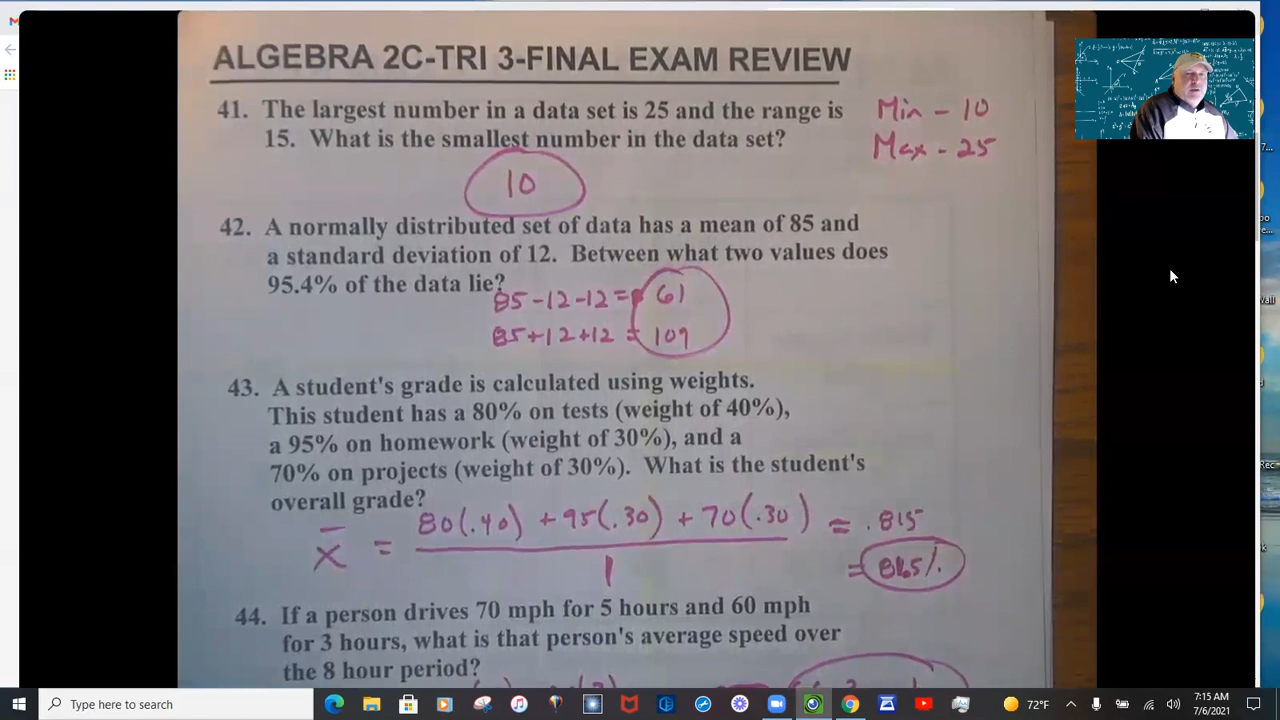 ALGEBRA 2C-TRI 3-FINAL EXAM REVIEW
41. The largest number in a data set is 25 and the range is
15. What is the smallest number in the data set?
Min - 10
Max - 25
10
42. A normally distributed set of data has a mean of 85 and
a standard deviation of 12. Between what two values does
95.4% of the data lie?
85-12-12= 61
85+12+12 = 109
43. A student's grade is calculated using weights.
This student has a 80% on tests (weight of 40%),
a 95% on homework (weight of 30%), and a
70% on projects (weight of 30%). What is the student's
overall grade?
x̄ = 80(.40) +95(.30) +70(.30) = .815
1
= 81.5%
44. If a person drives 70 mph for 5 hours and 60 mph
for 3 hours, what is that person's average speed over
the 8 hour period?
Type here to search
72°F
7:15 AM
7/6/2021